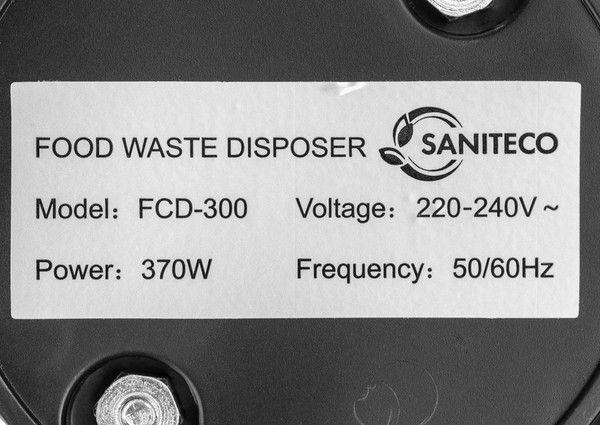 FOOD WASTE DISPOSER SANITECO
Model: FCD-300 Voltage: 220-240V~
Power: 370W Frequency: 50/60Hz